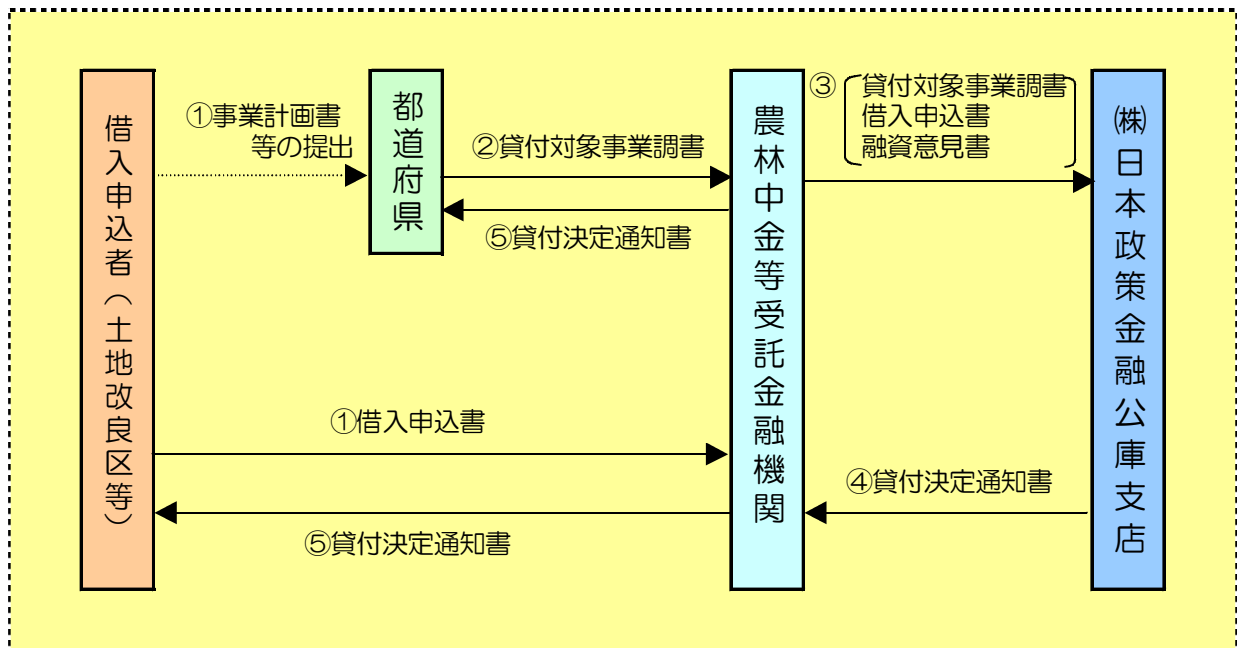 借入申込者（土地改良区等）
①事業計画書
等の提出
都道府県
②貸付対象事業調書
⑤貸付決定通知書
農林中金等受託金融機関
③
貸付対象事業調書
借入申込書
融資意見書
㈱日本政策金融公庫支店
①借入申込書
④貸付決定通知書
⑤貸付決定通知書